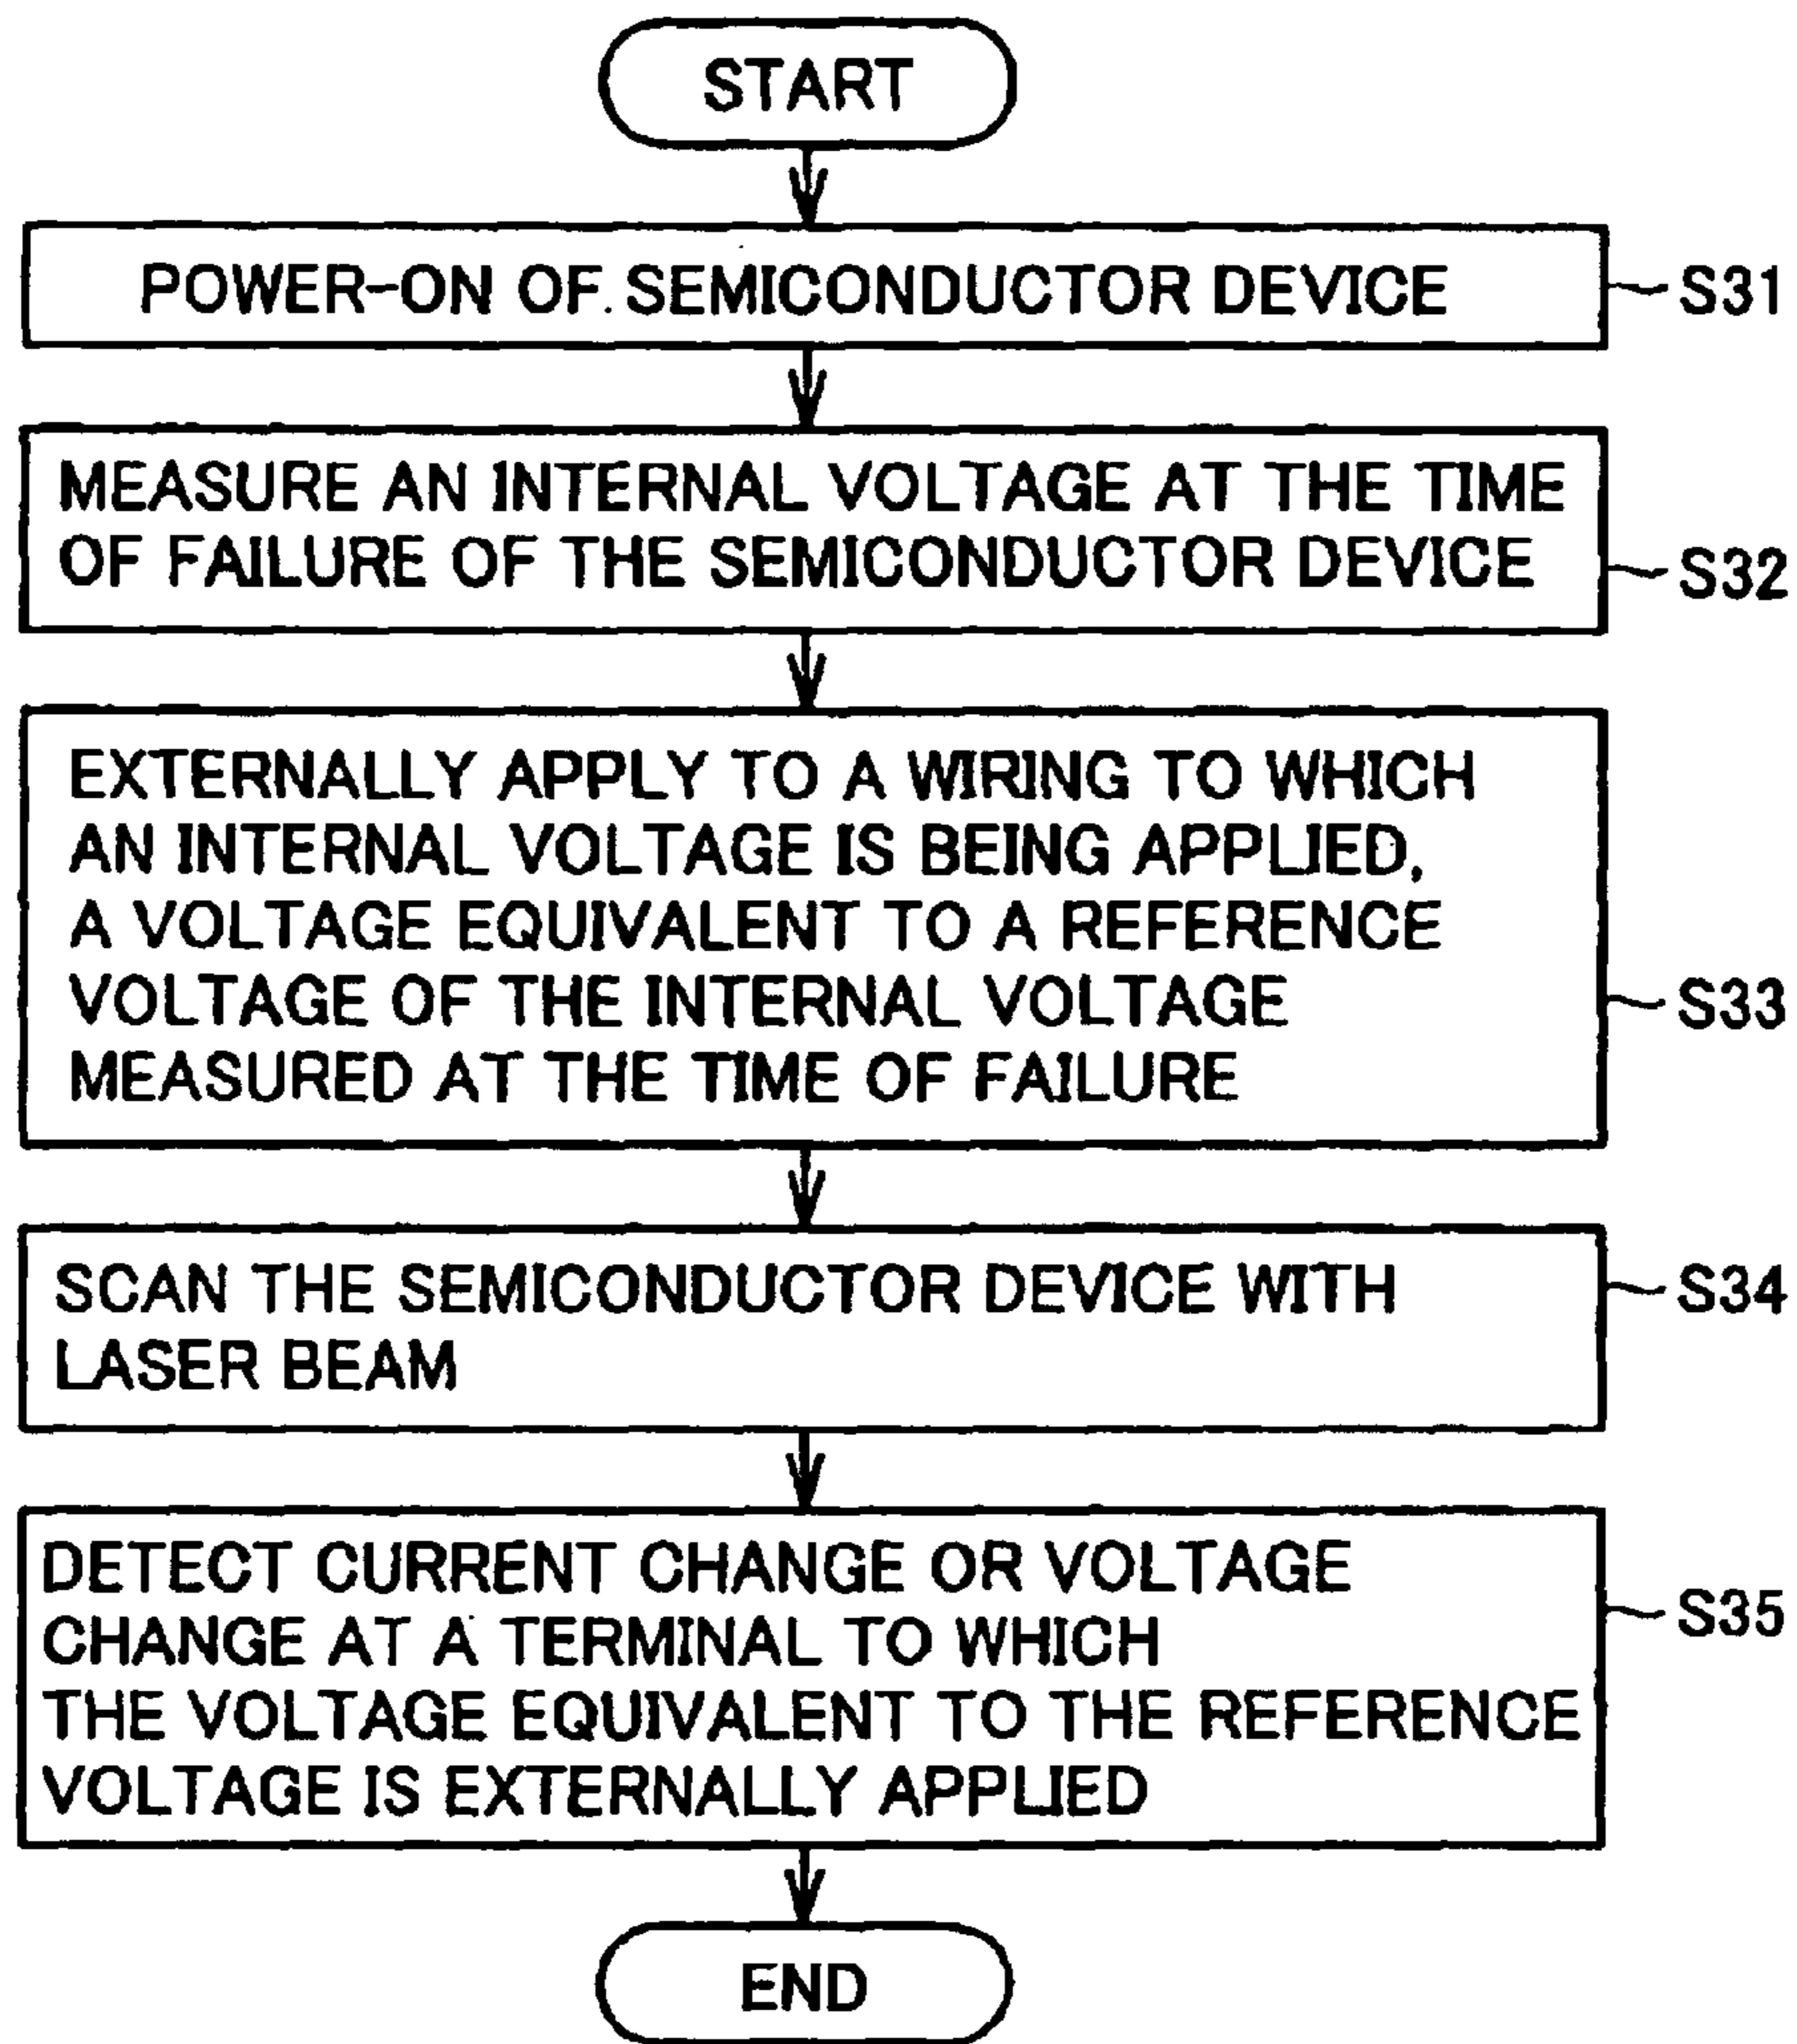 START
POWER-ON OF. SEMICONDUCTOR DEVICE
S31
MEASURE AN INTERNAL VOLTAGE AT THE TIME
OF FAILURE OF THE SEMICONDUCTOR DEVICE
S32
EXTERNALLY APPLY TO A WIRING TO WHICH
AN INTERNAL VOLTAGE IS BEING APPLIED,
A VOLTAGE EQUIVALENT TO A REFERENCE
VOLTAGE OF THE INTERNAL VOLTAGE
MEASURED AT THE TIME OF FAILURE
S33
SCAN THE SEMICONDUCTOR DEVICE WITH
LASER BEAM
S34
DETECT CURRENT CHANGE OR VOLTAGE
CHANGE AT A TERMINAL TO WHICH
THE VOLTAGE EQUIVALENT TO THE REFERENCE
VOLTAGE IS EXTERNALLY APPLIED
S35
END